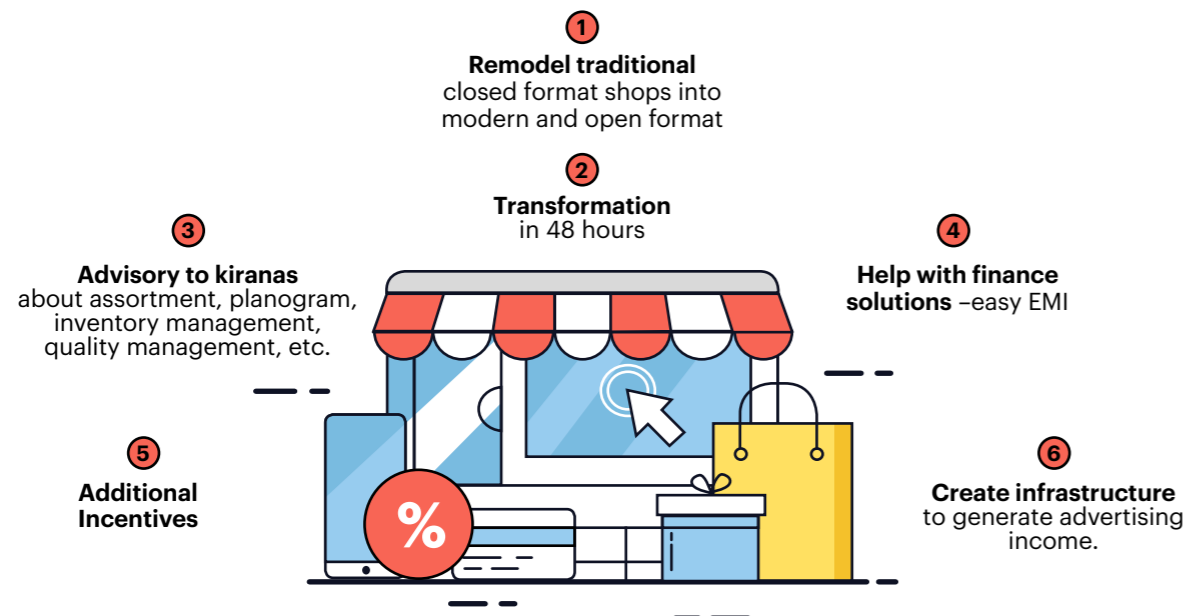 1
Remodel traditional
closed format shops into
modern and open format
2
Transformation
in 48 hours
3
Advisory to kiranas
about assortment, planogram,
inventory management,
quality management, etc.
4
Help with finance
solutions –easy EMI
5
Additional
Incentives
%
6
Create infrastructure
to generate advertising
income.